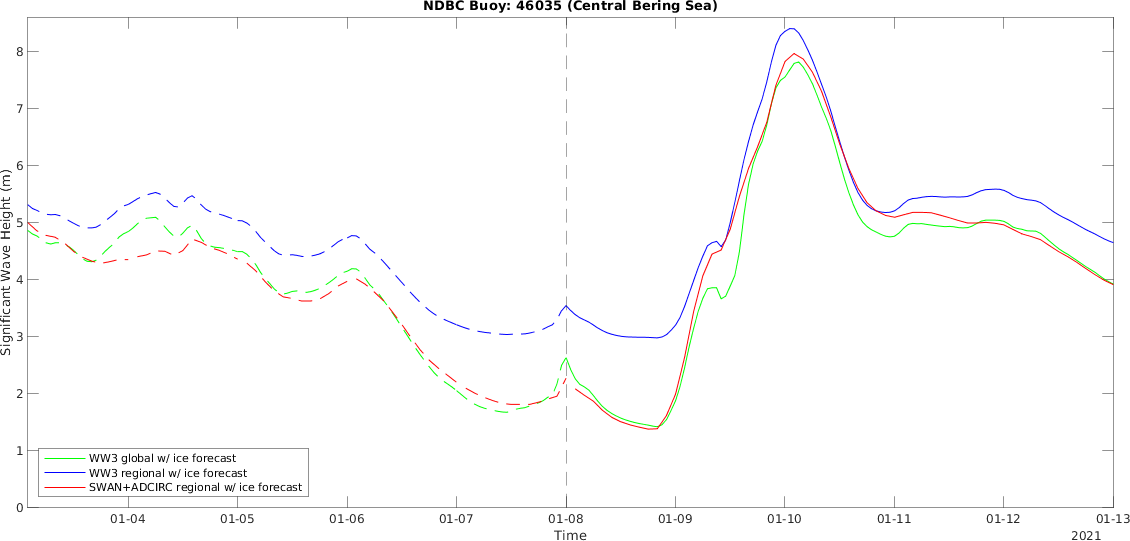 NDBC Buoy: 46035 (Central Bering Sea)
Significant Wave Height (m)
8
7
6
5
4
3
2
1
0
WW3 global w/ ice forecast
WW3 regional w/ ice forecast
SWAN+ADCIRC regional w/ ice forecast
01-04 01-05 01-06 01-07 01-08 01-09 01-10 01-11 01-12 01-13
Time
2021